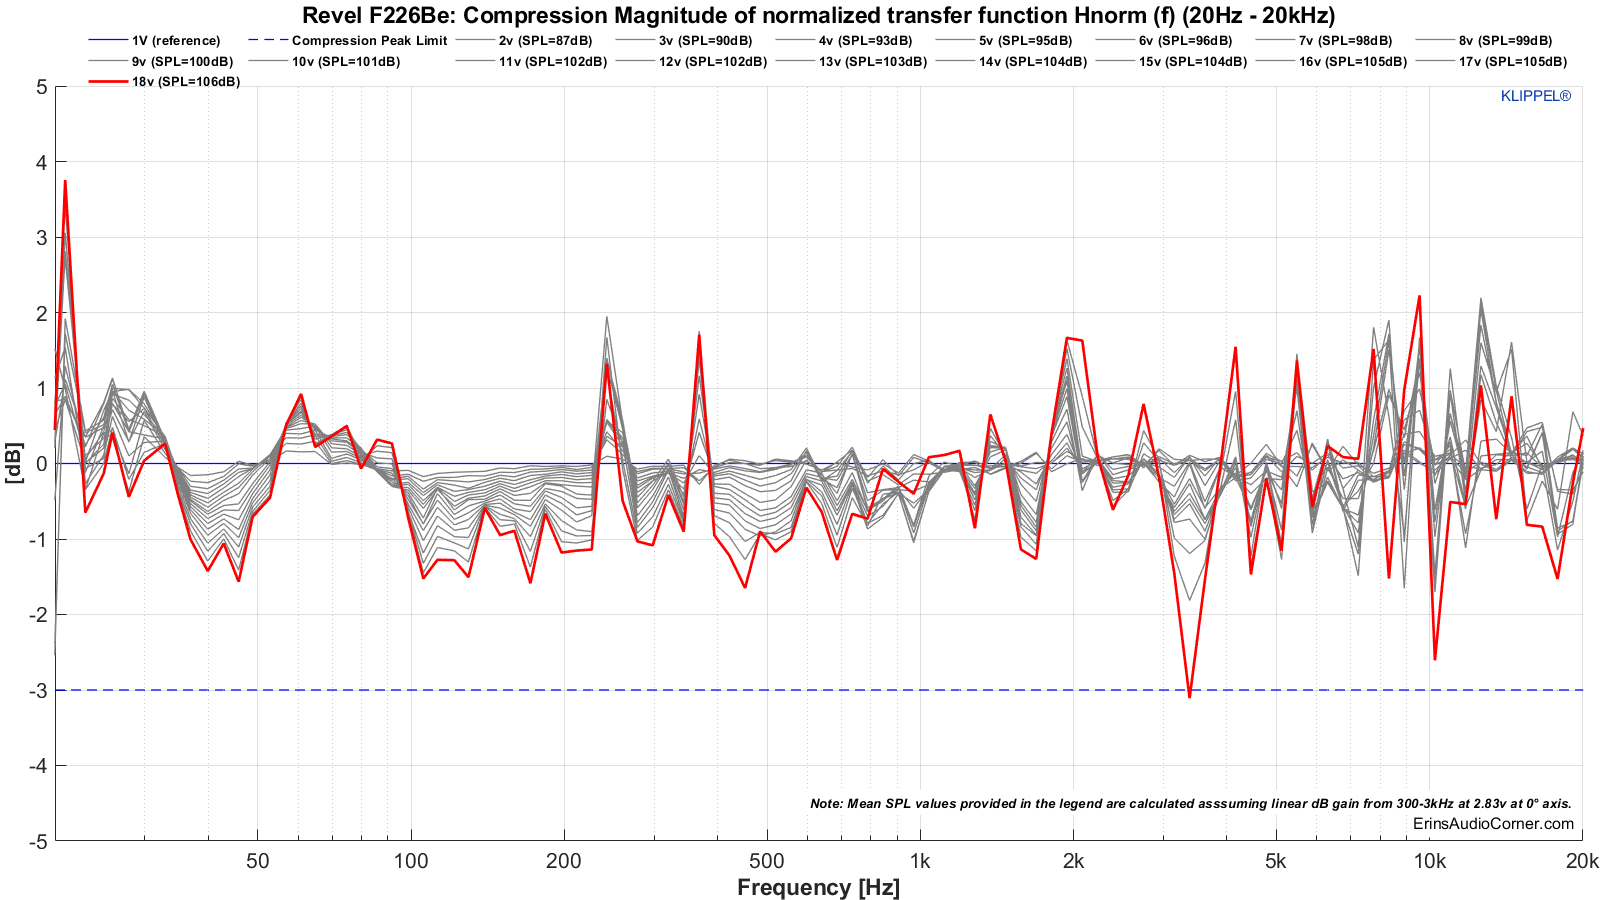 Revel F226Be: Compression Magnitude of normalized transfer function Hnorm (f) (20Hz - 20kHz)
1V (reference) Compression Peak Limit 2v (SPL=87dB) 3v (SPL=90dB) 4v (SPL=93dB) 5v (SPL=95dB) 6v (SPL=96dB) 7v (SPL=98dB) 8v (SPL=99dB)
9v (SPL=100dB) 10v (SPL=101dB) 11v (SPL=102dB) 12v (SPL=102dB) 13v (SPL=103dB) 14v (SPL=104dB) 15v (SPL=104dB) 16v (SPL=105dB) 17v (SPL=105dB)
18v (SPL=106dB)
KLIPPEL®
5
4
3
2
1
0
-1
-2
-3
-4
-5
[dB]
Note: Mean SPL values provided in the legend are calculated asssuming linear dB gain from 300-3kHz at 2.83v at 0° axis.
ErinsAudioCorner.com
50 100 200 500 1k 2k 5k 10k 20k
Frequency [Hz]